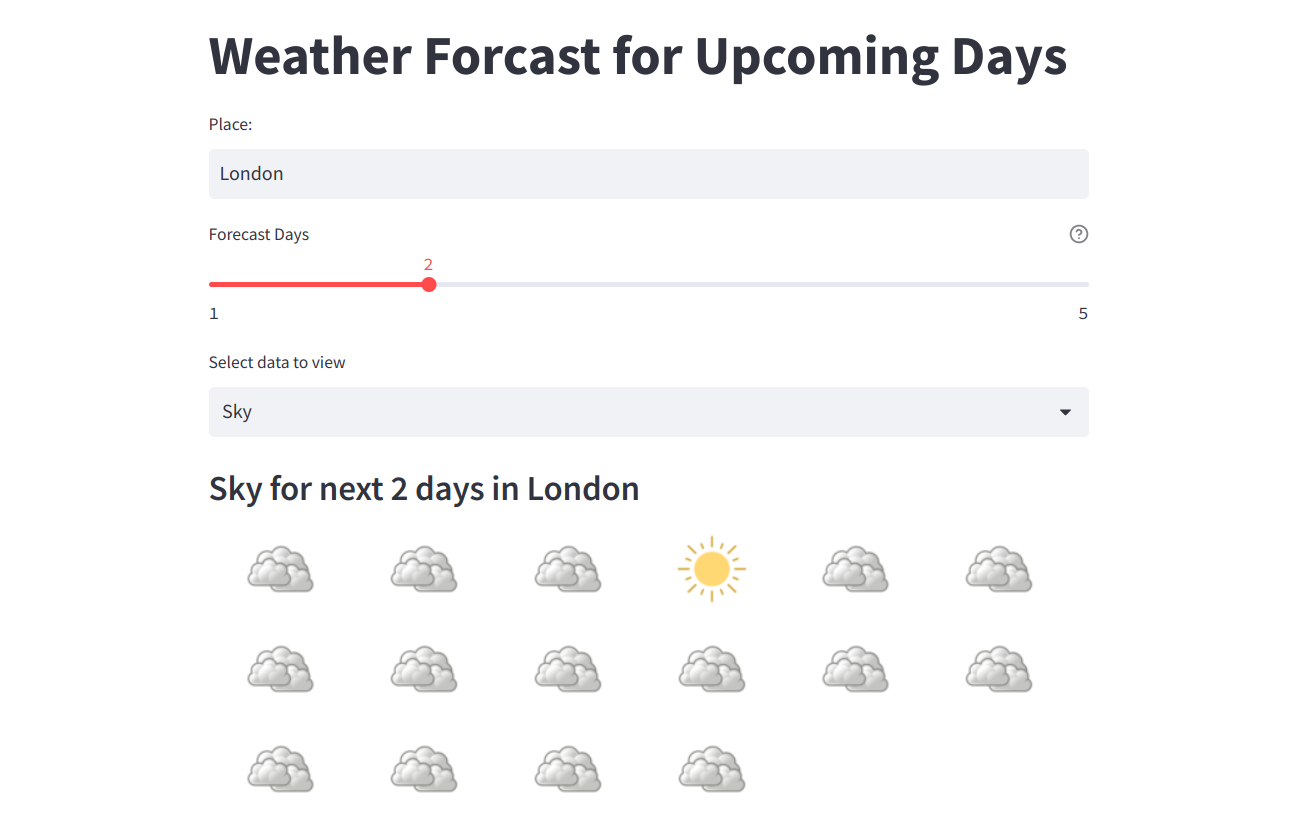 Weather Forcast for Upcoming Days
Place:
London
Forecast Days
2
1 5
Select data to view
Sky
Sky for next 2 days in London